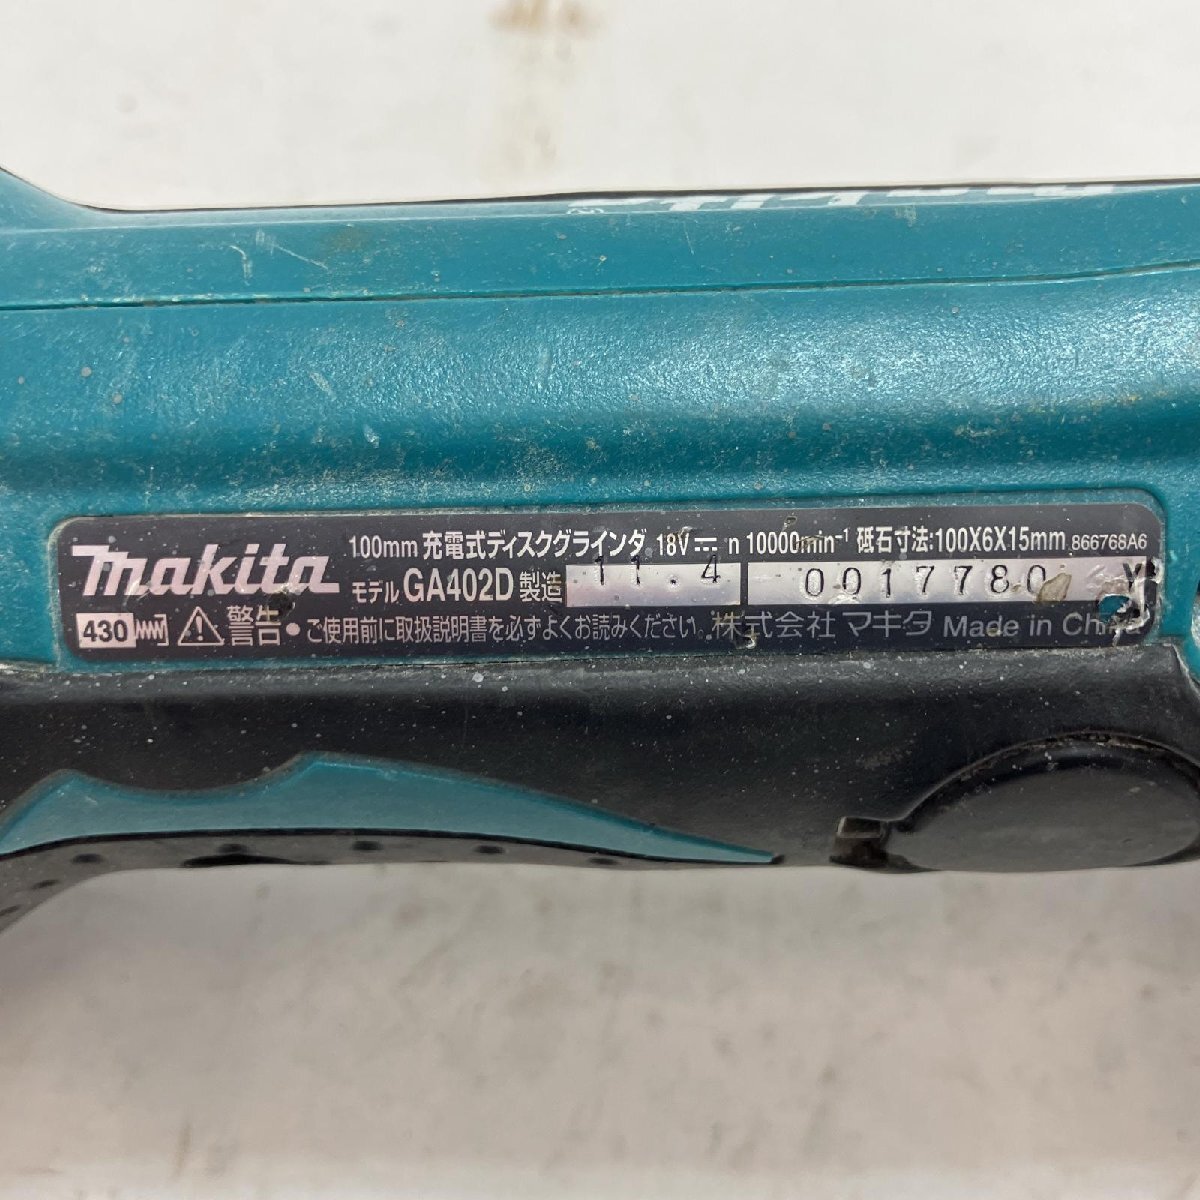 makita 100mm 充電式ディスクグラインダ 18V n 10000min⁻¹ 砥石寸法:100X6X15mm 866768A6
モデル GA402D 製造 11.4 0017780 Y
430 警告 ●ご使用前に取扱説明書を必ずよくお読みください。 株式会社マキタ Made in China